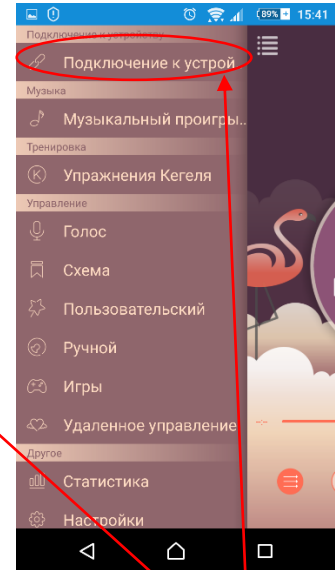 89% 15:41
Подключение к устройству
Подключение к устрой
Музыка
Музыкальный проигры..
Тренировка
Упражнения Кегеля
Управление
Голос
Схема
Пользовательский
Ручной
Игры
Удаленное управление
Другое
Статистика
Настройки